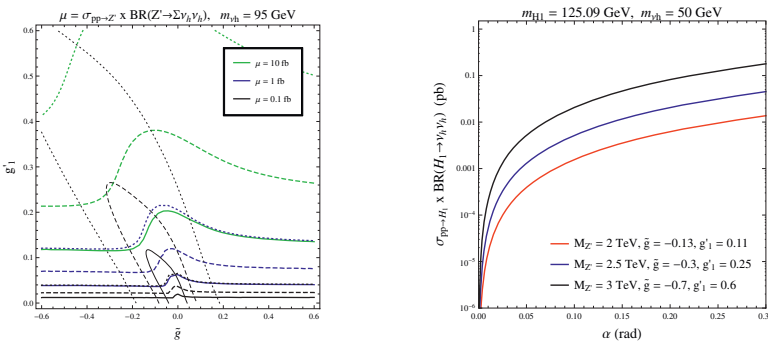 μ = σpp→Z' x BR(Z'→Σνhνh), mνh = 95 GeV
μ = 10 fb
μ = 1 fb
μ = 0.1 fb
g'1
0.6
0.5
0.4
0.3
0.2
0.1
0.0
-0.6 -0.4 -0.2 0.0 0.2 0.4 0.6
g̃
mH1 = 125.09 GeV, mνh = 50 GeV
σpp→H1 x BR(H1→νhνh) (pb)
1
0.1
0.01
0.001
10⁻⁴
10⁻⁵
10⁻⁶
MZ' = 2 TeV, g̃ = −0.13, g'1 = 0.11
MZ' = 2.5 TeV, g̃ = −0.3, g'1 = 0.25
MZ' = 3 TeV, g̃ = −0.7, g'1 = 0.6
0.00 0.05 0.10 0.15 0.20 0.25 0.3
α (rad)